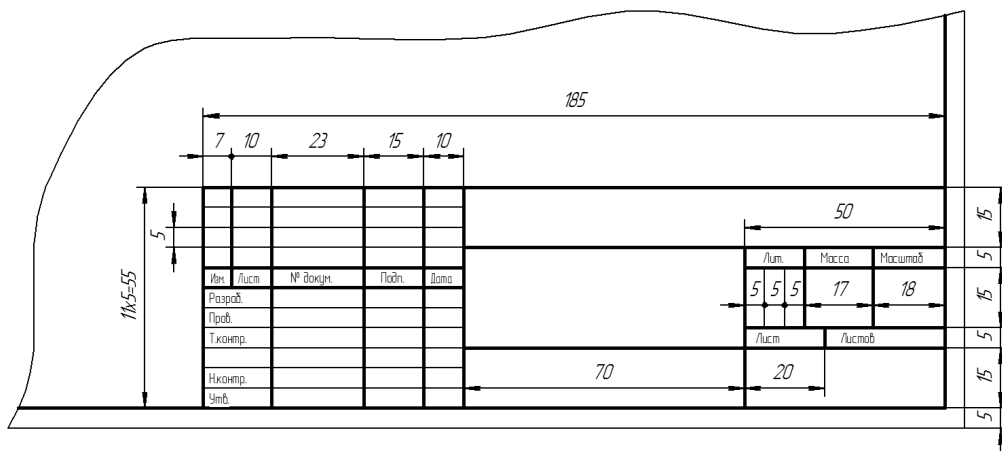 185
7 10 23 15 10
50
15
5
5
Лит. Масса Масштаб
Изм. Лист № докум. Подп. Дата
5 5 5 17 18
15
11x5=55
Разраб.
Пров.
Т.контр.
Лист Листов
5
70 20
15
Н.контр.
Утв.
5